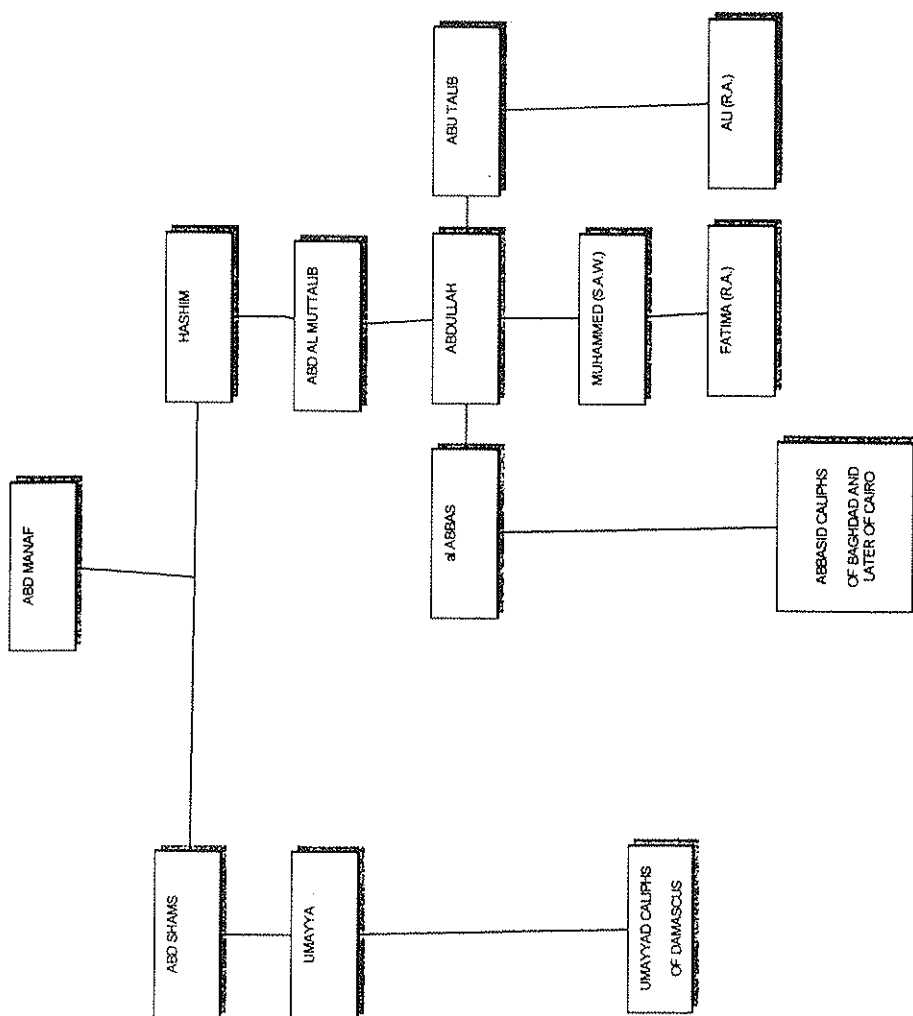 ABD MANAF
ABD SHAMS
HASHIM
UMAYYA
ABD AL MUTTALIB
al ABBAS
ABDULLAH
ABU TALIB
MUHAMMED (S.A.W.)
UMAYYAD CALIPHS
OF DAMASCUS
FATIMA (R.A.)
ALI (R.A.)
ABBASID CALIPHS
OF BAGHDAD AND
LATER OF CAIRO